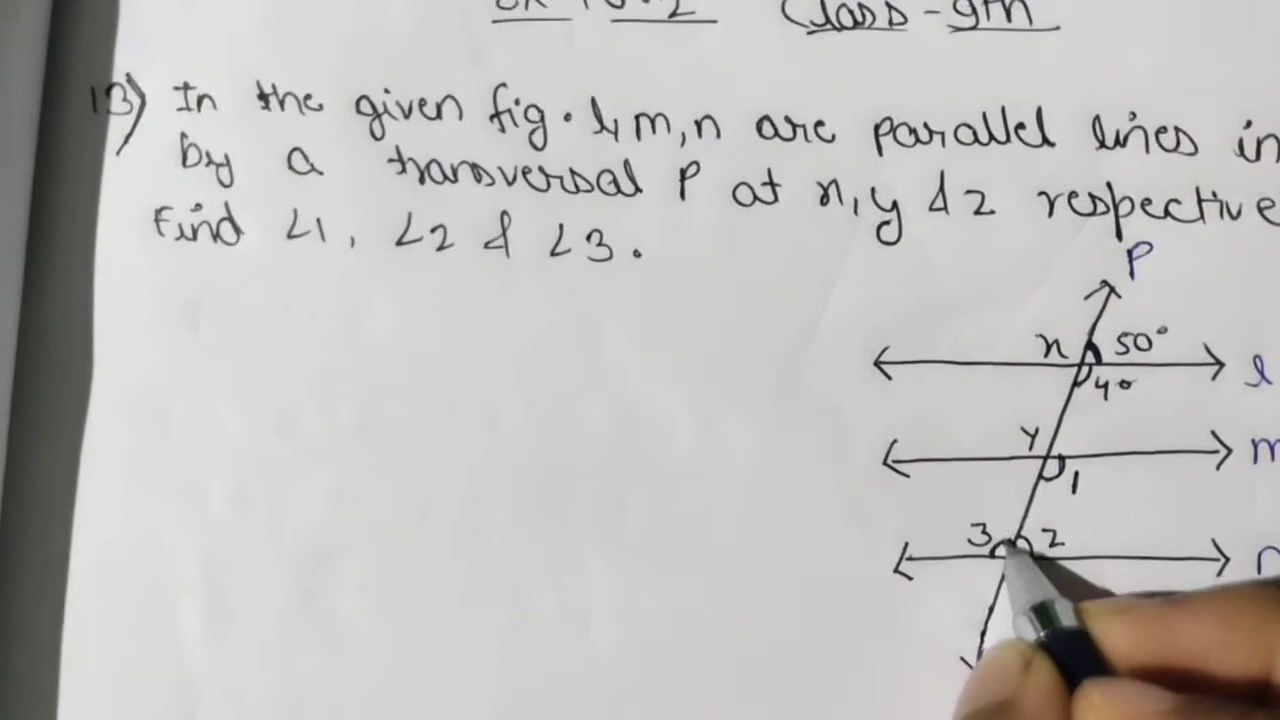 Class - 9th
13) In the given fig. l, m, n are parallel lines in
by a transversal P at x, y & z respective
Find ∠1, ∠2 & ∠3.
P
x 50°
4° l
y m
1
3 2
n